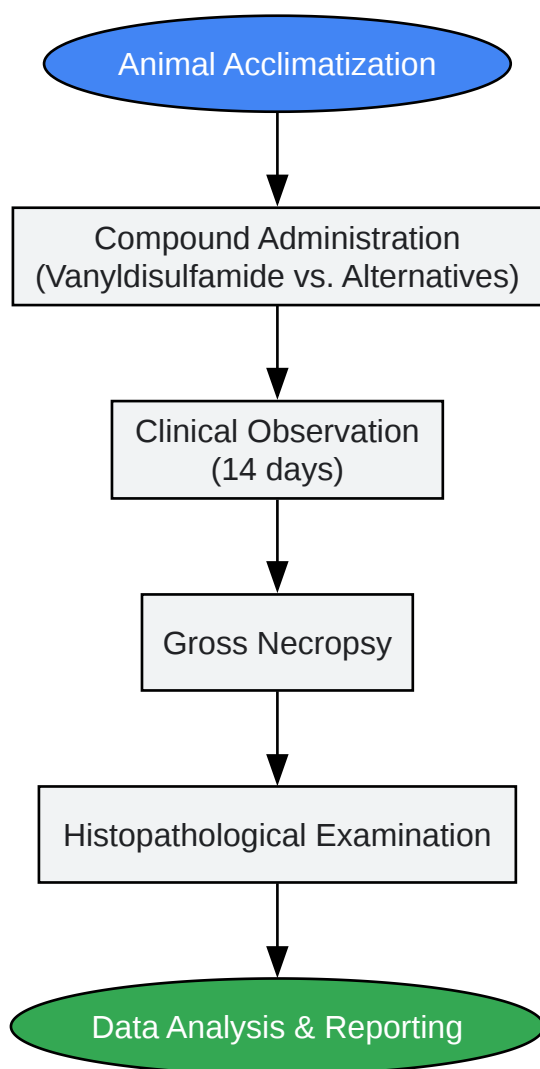 Animal Acclimatization
Compound Administration
(Vanyldisulfamide vs. Alternatives)
Clinical Observation
(14 days)
Gross Necropsy
Histopathological Examination
Data Analysis & Reporting